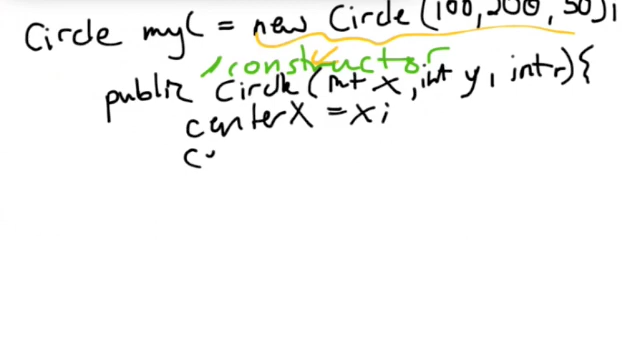 Circle myC = new Circle (100, 200, 50);
//constructor
public Circle (int x, int y, int r){
centerX = x;
c